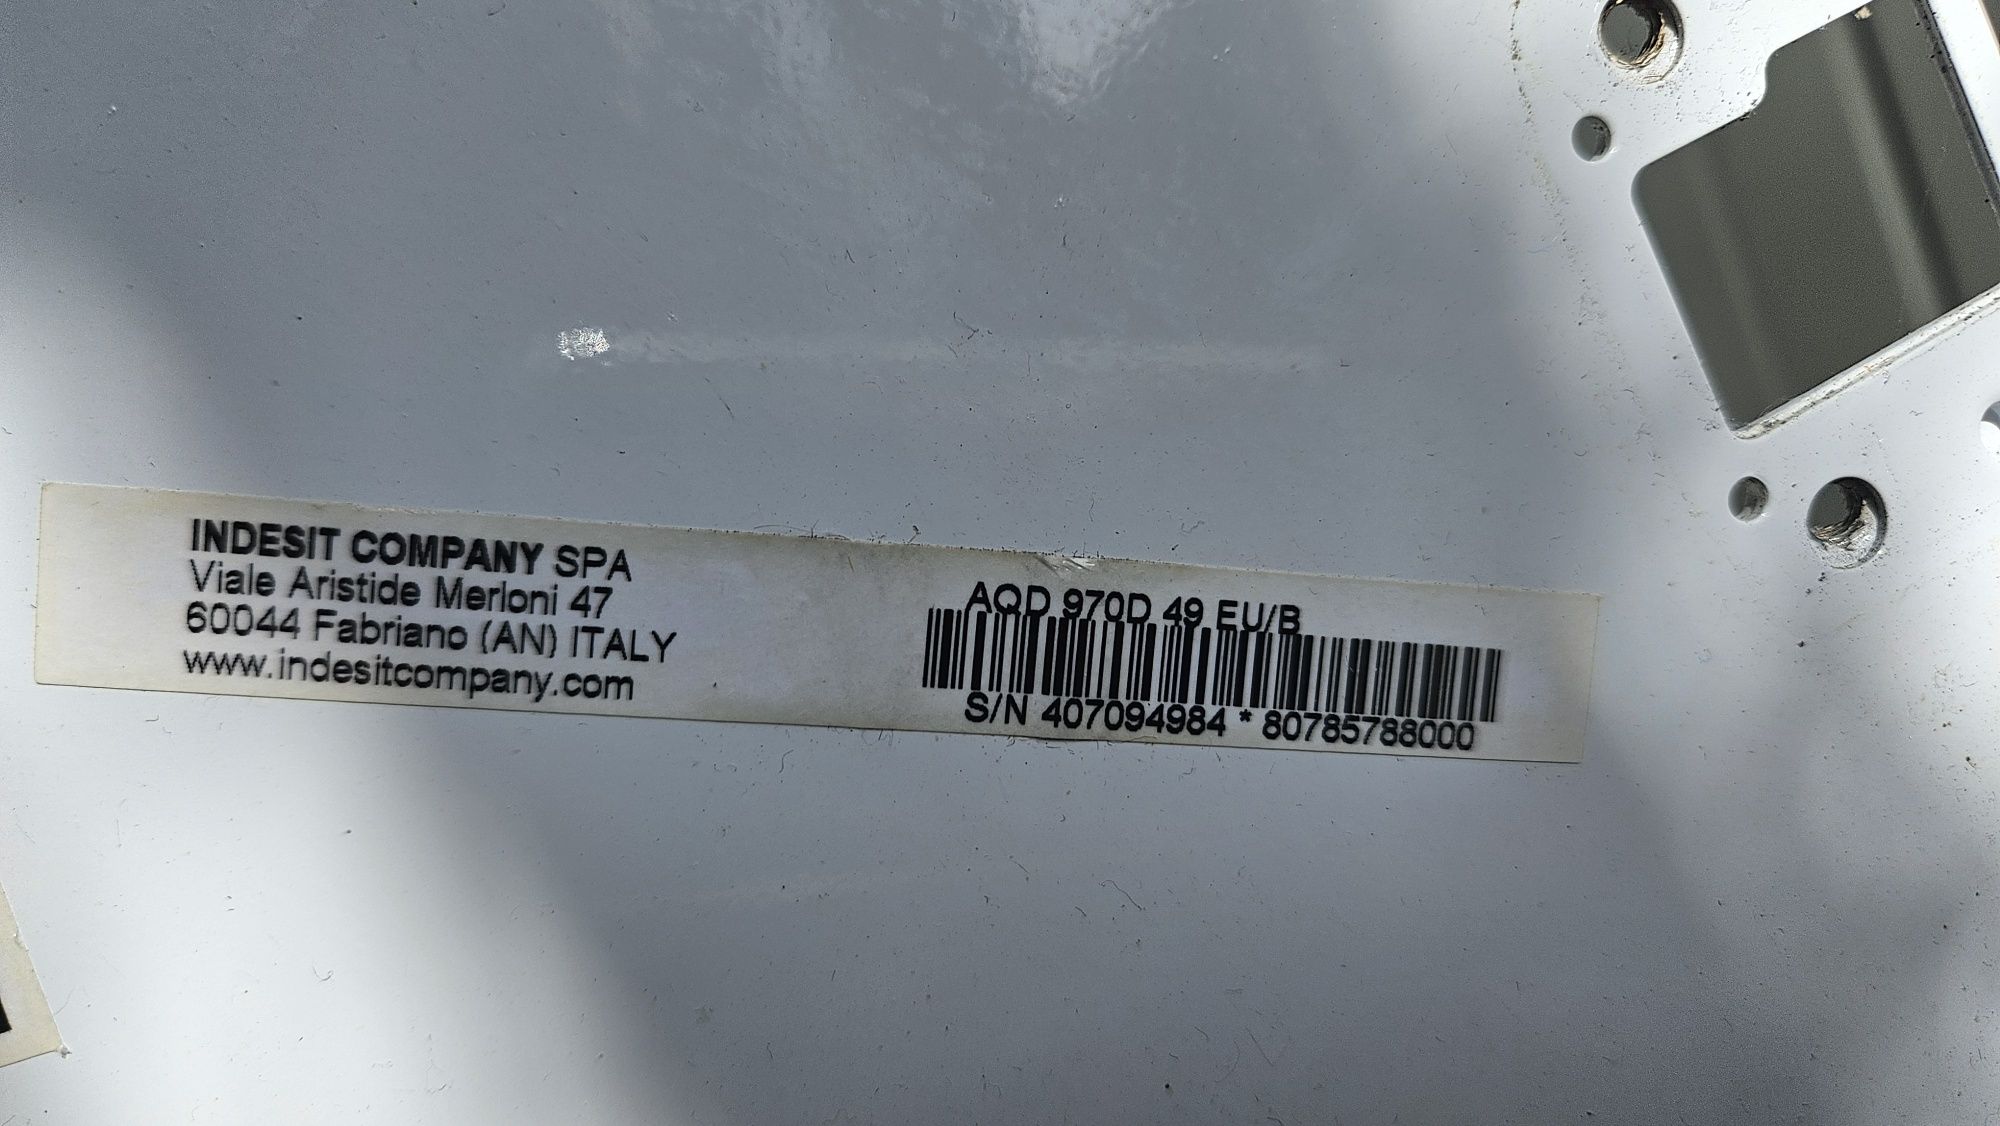 INDESIT COMPANY SPA
Viale Aristide Merloni 47
60044 Fabriano (AN) ITALY
www.indesitcompany.com
AQD 970D 49 EU/B
S/N 407094984 * 80785788000